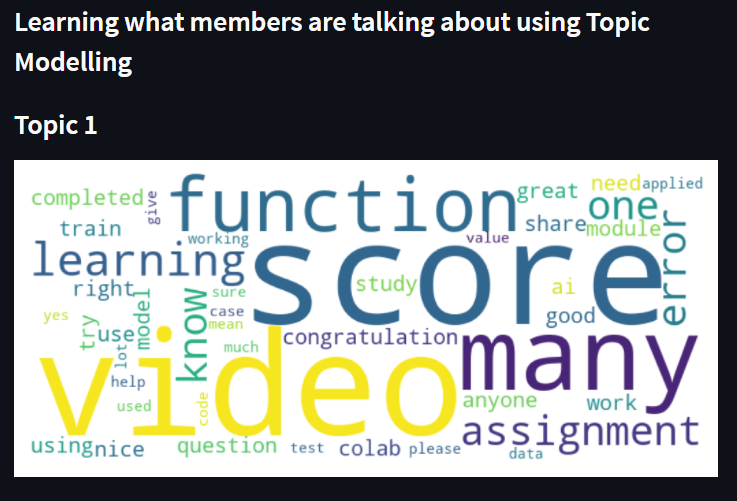 Learning what members are talking about using Topic
Modelling
Topic 1
completed
give
function
great
need
applied
train
working
value
share
one
module
learning
score
error
right
sure
study
ai
good
yes
try
use
model
know
case
mean
congratulation
many
lot
much
video
help
used
code
anyone
work
assignment
using
nice
question
test
colab
please
data